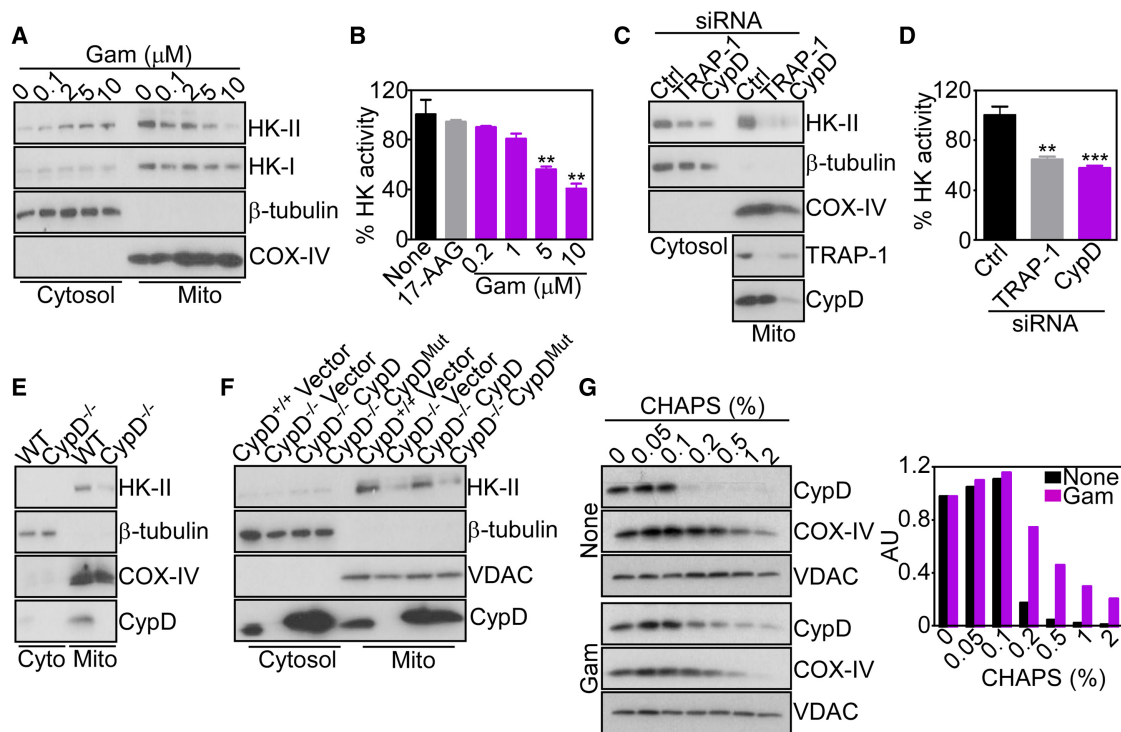 A
Gam (μM)
0 0.1 2.5 5 10 0 0.1 2.5 5 10
HK-II
HK-I
β-tubulin
COX-IV
Cytosol Mito
B
% HK activity
120
80
40
0
None 17-AAG 0.2 1 5 10
** **
Gam (μM)
C
siRNA
Ctrl TRAP-1 CypD Ctrl TRAP-1 CypD
HK-II
β-tubulin
COX-IV
Cytosol
TRAP-1
CypD
Mito
D
% HK activity
120
80
40
0
** ***
Ctrl TRAP-1 CypD
siRNA
E
WT CypD-/- WT CypD-/-
HK-II
β-tubulin
COX-IV
CypD
Cyto Mito
F
CypD+/+ Vector
CypD-/- Vector
CypD-/- CypD
CypD-/- CypDMut
CypD+/+ Vector
CypD-/- Vector
CypD-/- CypD
CypD-/- CypDMut
HK-II
β-tubulin
VDAC
CypD
Cytosol Mito
G
CHAPS (%)
0 0.05 0.1 0.2 0.5 1 2
None
CypD
COX-IV
VDAC
Gam
CypD
COX-IV
VDAC
AU
1.2
0.8
0.4
0
None
Gam
0 0.05 0.1 0.2 0.5 1 2
CHAPS (%)